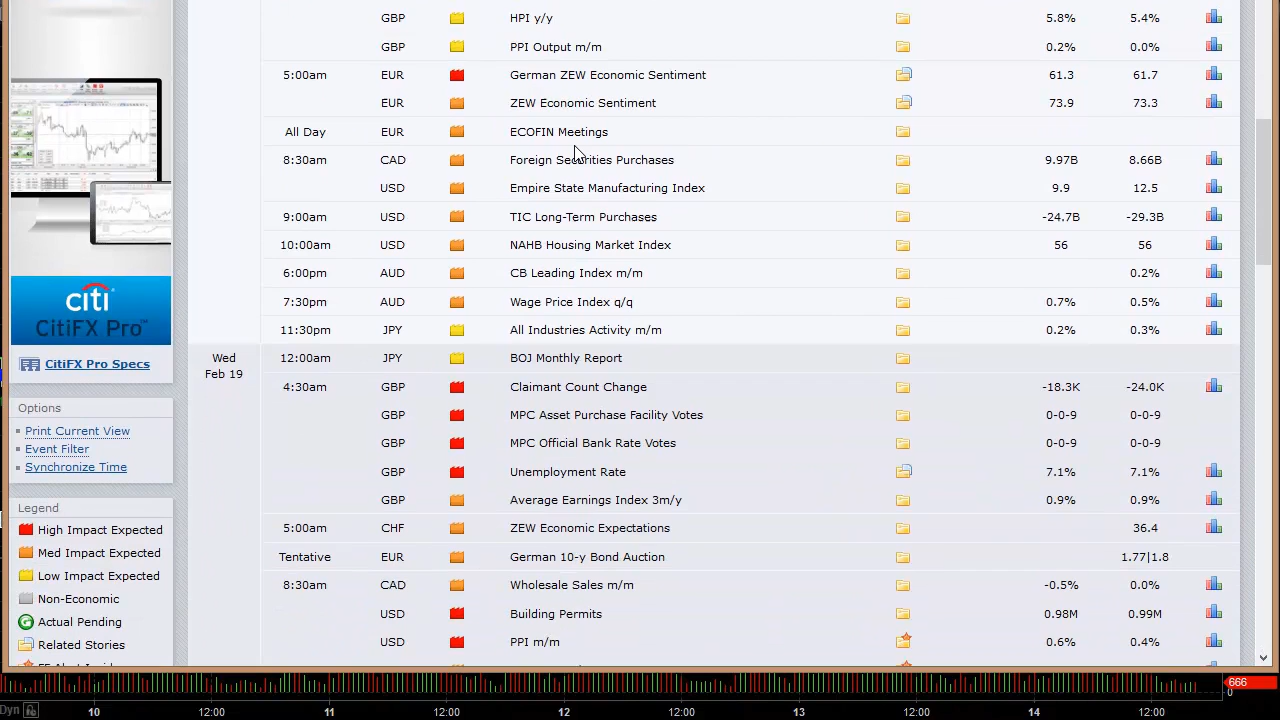 GBP HPI y/y 5.8% 5.4%
GBP PPI Output m/m 0.2% 0.0%
5:00am EUR German ZEW Economic Sentiment 61.3 61.7
EUR ZEW Economic Sentiment 73.9 73.3
All Day EUR ECOFIN Meetings
8:30am CAD Foreign Securities Purchases 9.97B 8.66B
USD Empire State Manufacturing Index 9.9 12.5
9:00am USD TIC Long-Term Purchases -24.7B -29.3B
10:00am USD NAHB Housing Market Index 56 56
6:00pm AUD CB Leading Index m/m 0.2%
7:30pm AUD Wage Price Index q/q 0.7% 0.5%
11:30pm JPY All Industries Activity m/m 0.2% 0.3%
Wed
Feb 19
12:00am JPY BOJ Monthly Report
4:30am GBP Claimant Count Change -18.3K -24.0K
GBP MPC Asset Purchase Facility Votes 0-0-9 0-0-9
GBP MPC Official Bank Rate Votes 0-0-9 0-0-9
GBP Unemployment Rate 7.1% 7.1%
GBP Average Earnings Index 3m/y 0.9% 0.9%
5:00am CHF ZEW Economic Expectations 36.4
Tentative EUR German 10-y Bond Auction 1.77|1.8
8:30am CAD Wholesale Sales m/m -0.5% 0.0%
USD Building Permits 0.98M 0.99M
USD PPI m/m 0.6% 0.4%
citi
CitiFX Pro™
CitiFX Pro Specs
Options
Print Current View
Event Filter
Synchronize Time
Legend
High Impact Expected
Med Impact Expected
Low Impact Expected
Non-Economic
Actual Pending
Related Stories
666
0
Dyn 10 12:00 11 12:00 12 12:00 13 12:00 14 12:00